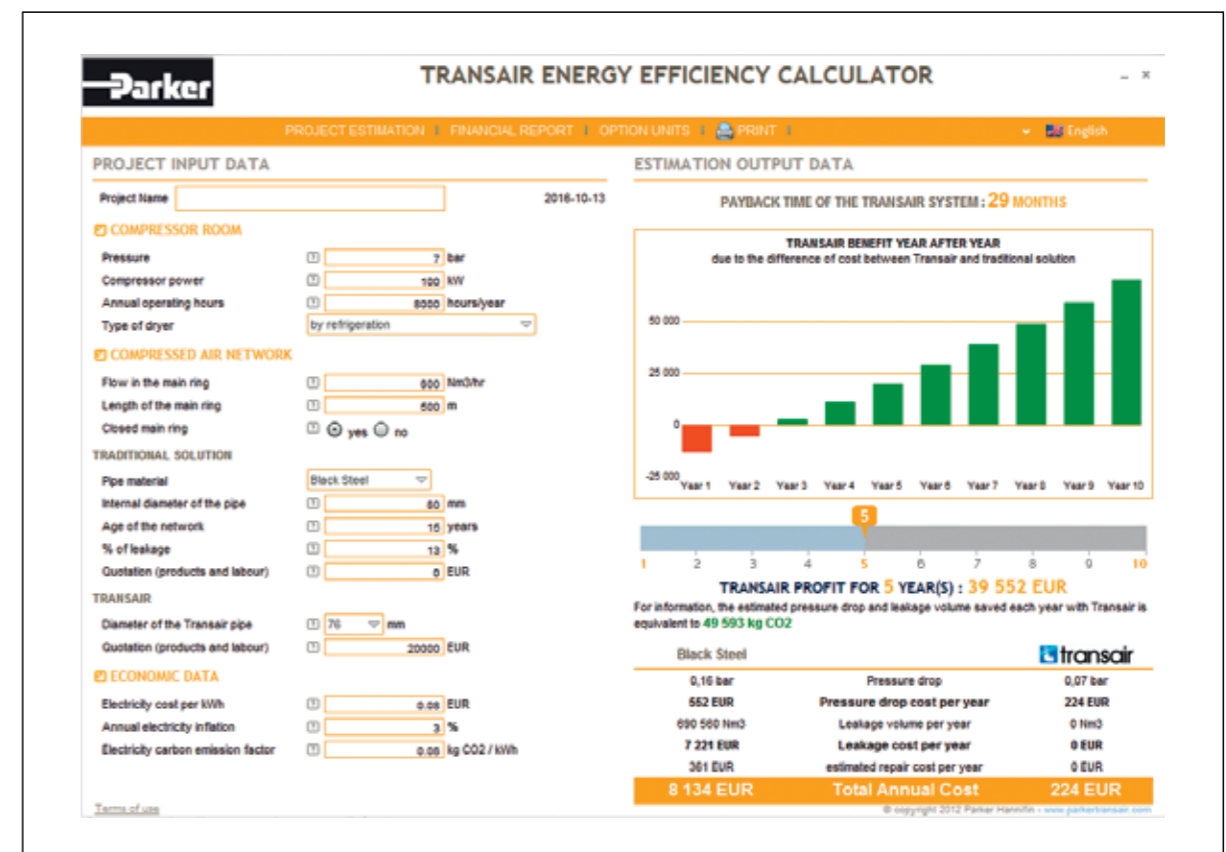 Parker
TRANSAIR ENERGY EFFICIENCY CALCULATOR
PROJECT ESTIMATION | FINANCIAL REPORT | OPTION UNITS | PRINT | English
PROJECT INPUT DATA
Project Name 2016-10-13
COMPRESSOR ROOM
Pressure 7 bar
Compressor power 100 kW
Annual operating hours 8000 hours/year
Type of dryer by refrigeration
COMPRESSED AIR NETWORK
Flow in the main ring 600 Nm3/hr
Length of the main ring 500 m
Closed main ring yes no
TRADITIONAL SOLUTION
Pipe material Black Steel
Internal diameter of the pipe 60 mm
Age of the network 15 years
% of leakage 13 %
Quotation (products and labour) 0 EUR
TRANSAIR
Diameter of the Transair pipe 76 mm
Quotation (products and labour) 20000 EUR
ECONOMIC DATA
Electricity cost per kWh EUR
Annual electricity inflation 3 %
Electricity carbon emission factor kg CO2 / kWh
Terms of use
ESTIMATION OUTPUT DATA
PAYBACK TIME OF THE TRANSAIR SYSTEM : 29 MONTHS
TRANSAIR BENEFIT YEAR AFTER YEAR
due to the difference of cost between Transair and traditional solution
50 000
25 000
0
-25 000
Year 1 Year 2 Year 3 Year 4 Year 5 Year 6 Year 7 Year 8 Year 9 Year 10
5
1 2 3 4 5 6 7 8 9 10
TRANSAIR PROFIT FOR 5 YEAR(S) : 39 552 EUR
For information, the estimated pressure drop and leakage volume saved each year with Transair is
equivalent to 49 593 kg CO2
Black Steel transair
0,16 bar Pressure drop 0,07 bar
552 EUR Pressure drop cost per year 224 EUR
690 560 Nm3 Leakage volume per year 0 Nm3
7 221 EUR Leakage cost per year 0 EUR
361 EUR estimated repair cost per year 0 EUR
8 134 EUR Total Annual Cost 224 EUR
© copyright 2012 Parker Hannifin - www.parkertransair.com